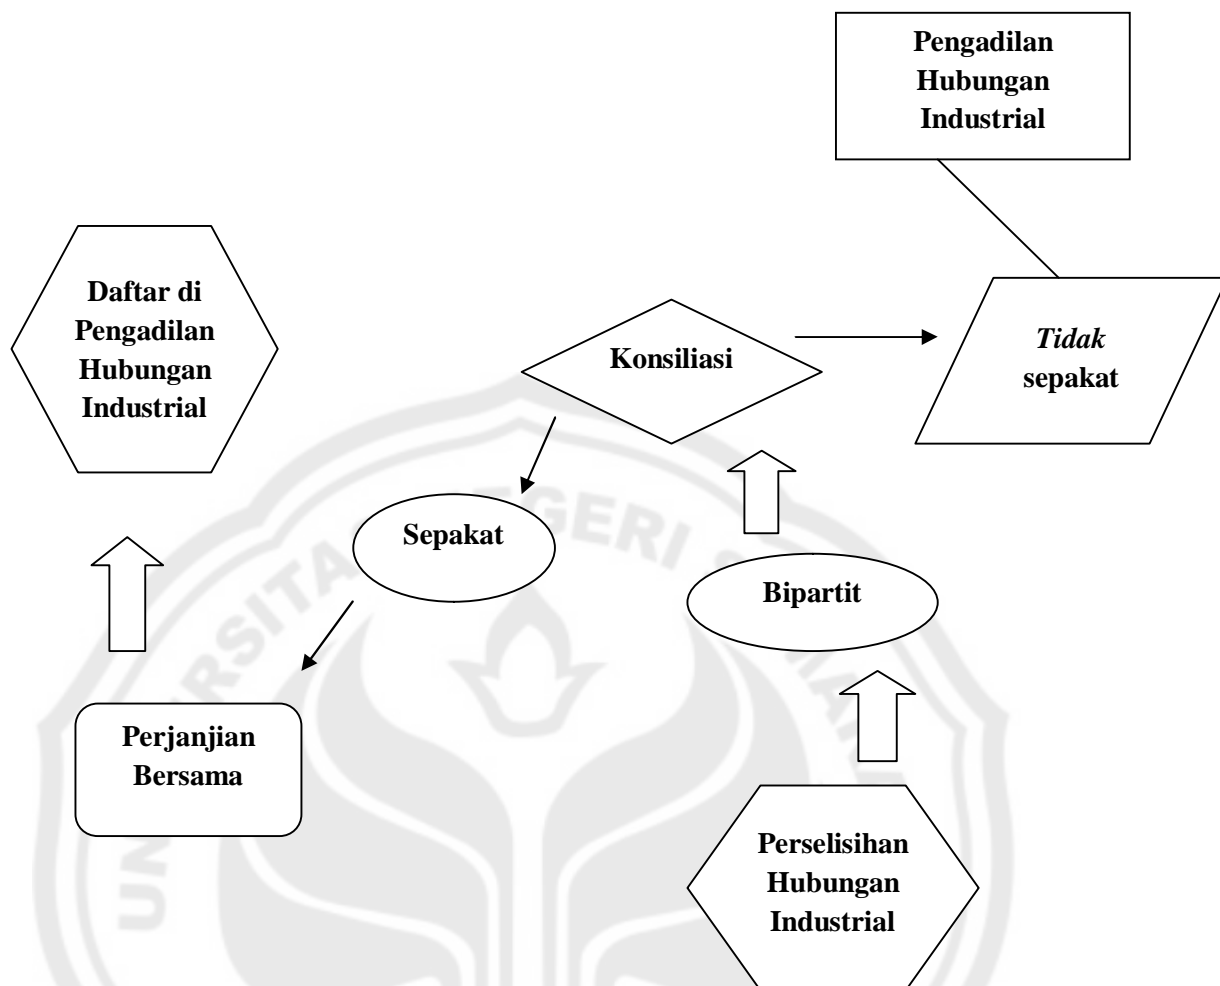 Pengadilan
Hubungan
Industrial
Daftar di
Pengadilan
Hubungan
Industrial
Konsiliasi
Tidak
sepakat
Sepakat
Bipartit
Perjanjian
Bersama
Perselisihan
Hubungan
Industrial